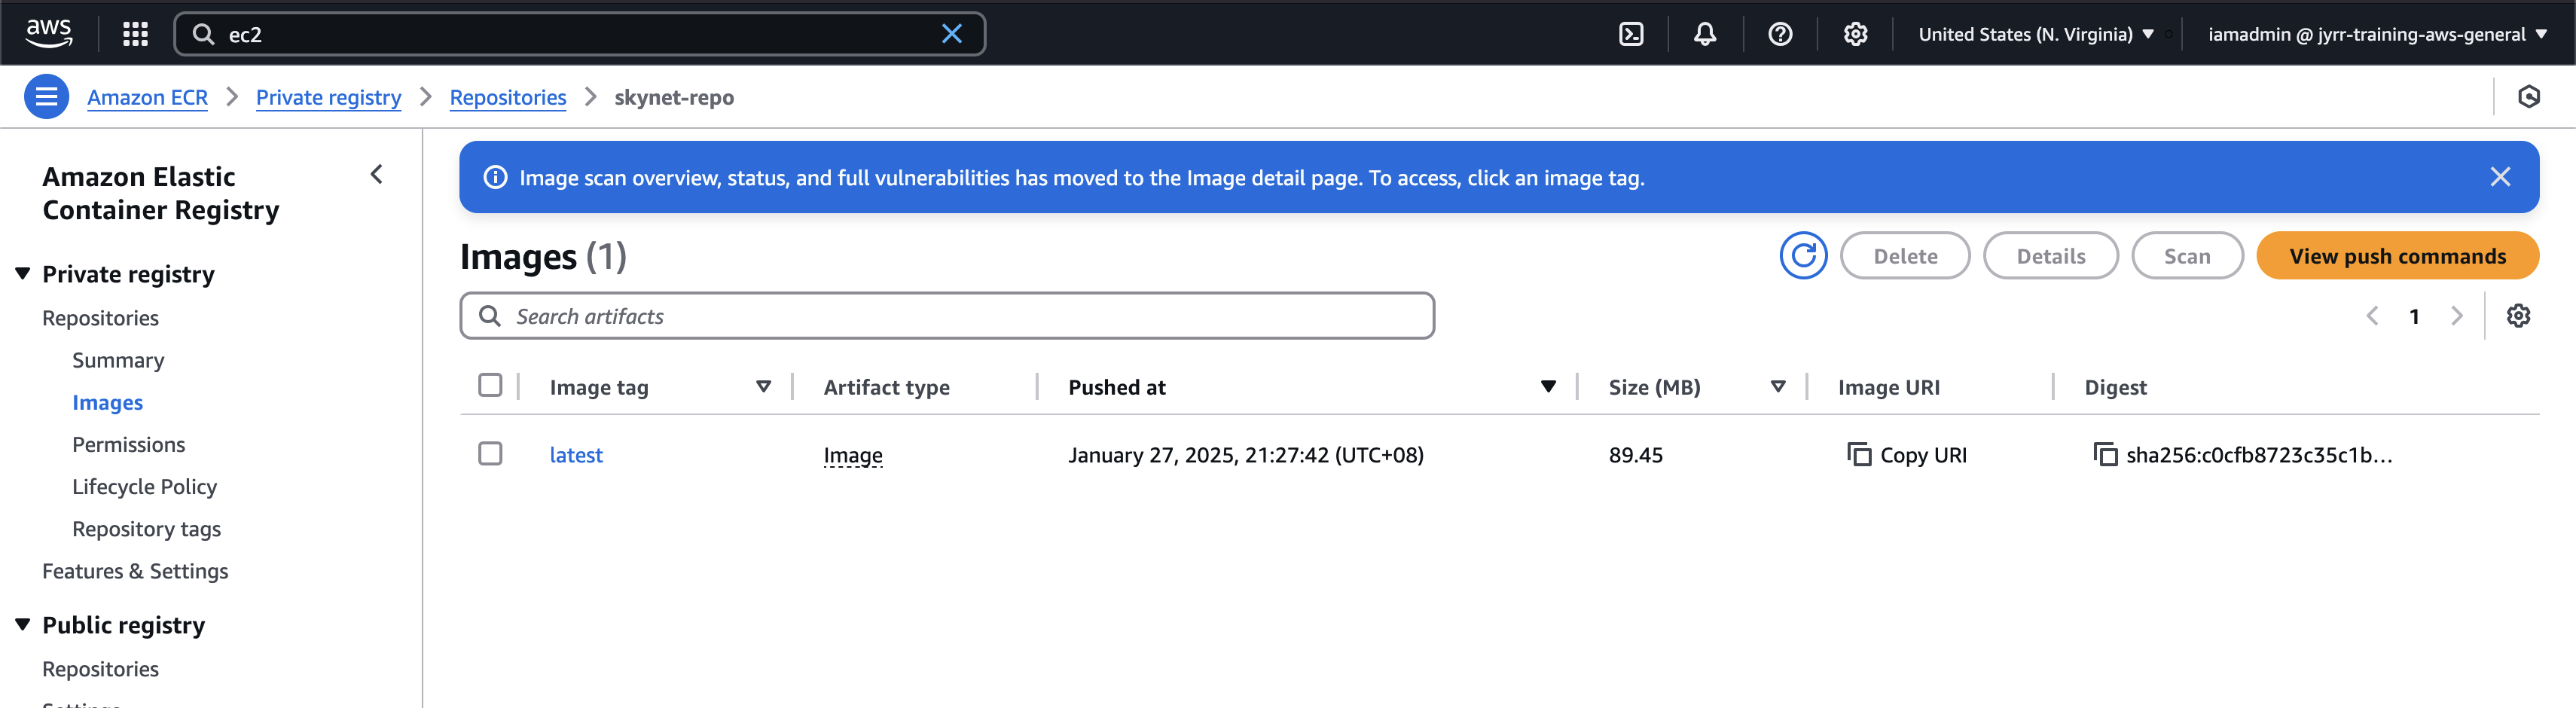 aws
ec2
United States (N. Virginia)
iamadmin @ jyrr-training-aws-general
Amazon ECR
Private registry
Repositories
skynet-repo
Amazon Elastic
Container Registry
Private registry
Repositories
Summary
Images
Permissions
Lifecycle Policy
Repository tags
Features & Settings
Public registry
Repositories
Settings
Image scan overview, status, and full vulnerabilities has moved to the Image detail page. To access, click an image tag.
Images (1)
Delete
Details
Scan
View push commands
Search artifacts
1
Image tag
Artifact type
Pushed at
Size (MB)
Image URI
Digest
latest
Image
January 27, 2025, 21:27:42 (UTC+08)
89.45
Copy URI
sha256:c0cfb8723c35c1b...